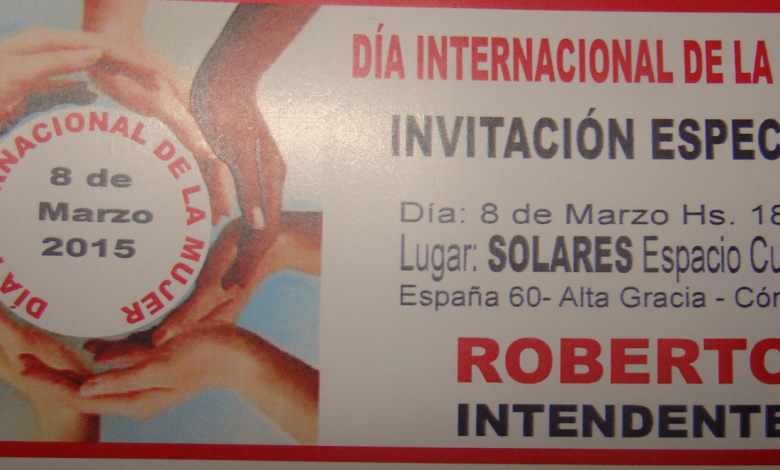 DÍA INTERNACIONAL DE LA MUJER
8 de
Marzo
2015
DÍA INTERNACIONAL DE LA
INVITACIÓN ESPEC
Día: 8 de Marzo Hs. 18
Lugar: SOLARES Espacio Cu
España 60- Alta Gracia - Cór
ROBERTO
INTENDENTE